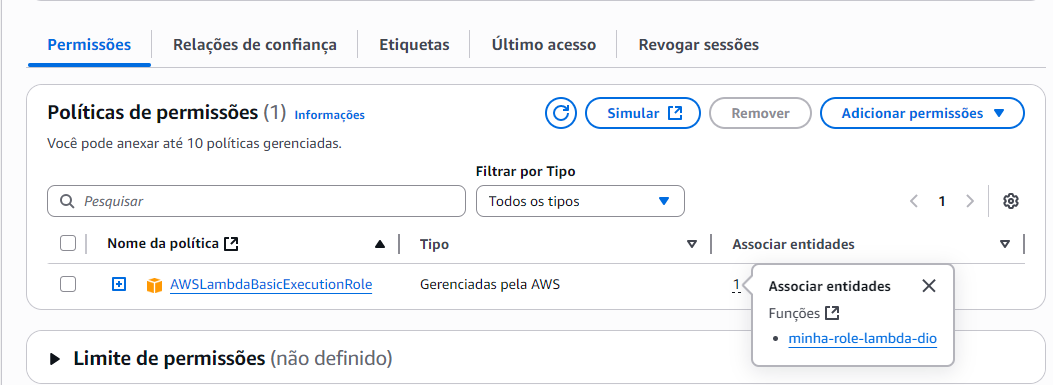 Permissões Relações de confiança Etiquetas Último acesso Revogar sessões
Políticas de permissões (1) Informações
Simular Remover Adicionar permissões
Você pode anexar até 10 políticas gerenciadas.
Filtrar por Tipo
Pesquisar Todos os tipos 1
Nome da política Tipo Associar entidades
AWSLambdaBasicExecutionRole Gerenciadas pela AWS 1
Associar entidades
Funções
minha-role-lambda-dio
Limite de permissões (não definido)